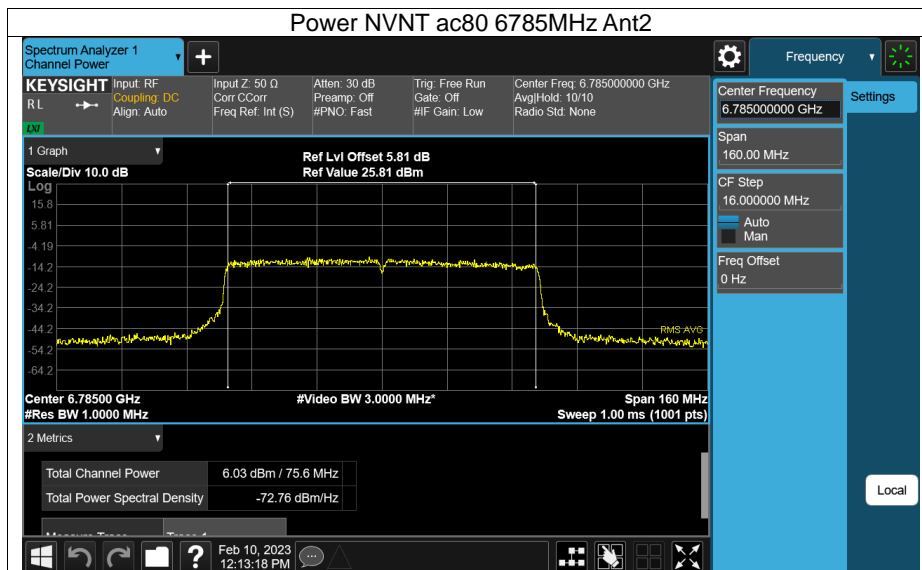 Power NVNT ac80 6785MHz Ant2
Spectrum Analyzer 1
Channel Power
Frequency
KEYSIGHT
RL
LXI
Input: RF
Coupling: DC
Align: Auto
Input Z: 50 Ω
Corr CCorr
Freq Ref: Int (S)
Atten: 30 dB
Preamp: Off
#PNO: Fast
Trig: Free Run
Gate: Off
#IF Gain: Low
Center Freq: 6.785000000 GHz
Avg|Hold: 10/10
Radio Std: None
Center Frequency
6.785000000 GHz
Settings
Span
160.00 MHz
CF Step
16.000000 MHz
Auto
Man
Freq Offset
0 Hz
1 Graph
Scale/Div 10.0 dB
Ref Lvl Offset 5.81 dB
Ref Value 25.81 dBm
Log
15.8
5.81
-4.19
-14.2
-24.2
-34.2
-44.2
-54.2
-64.2
RMS AVG
Center 6.78500 GHz
#Video BW 3.0000 MHz*
Span 160 MHz
#Res BW 1.0000 MHz
Sweep 1.00 ms (1001 pts)
2 Metrics
Total Channel Power 6.03 dBm / 75.6 MHz
Total Power Spectral Density -72.76 dBm/Hz
Local
?
Feb 10, 2023
12:13:18 PM